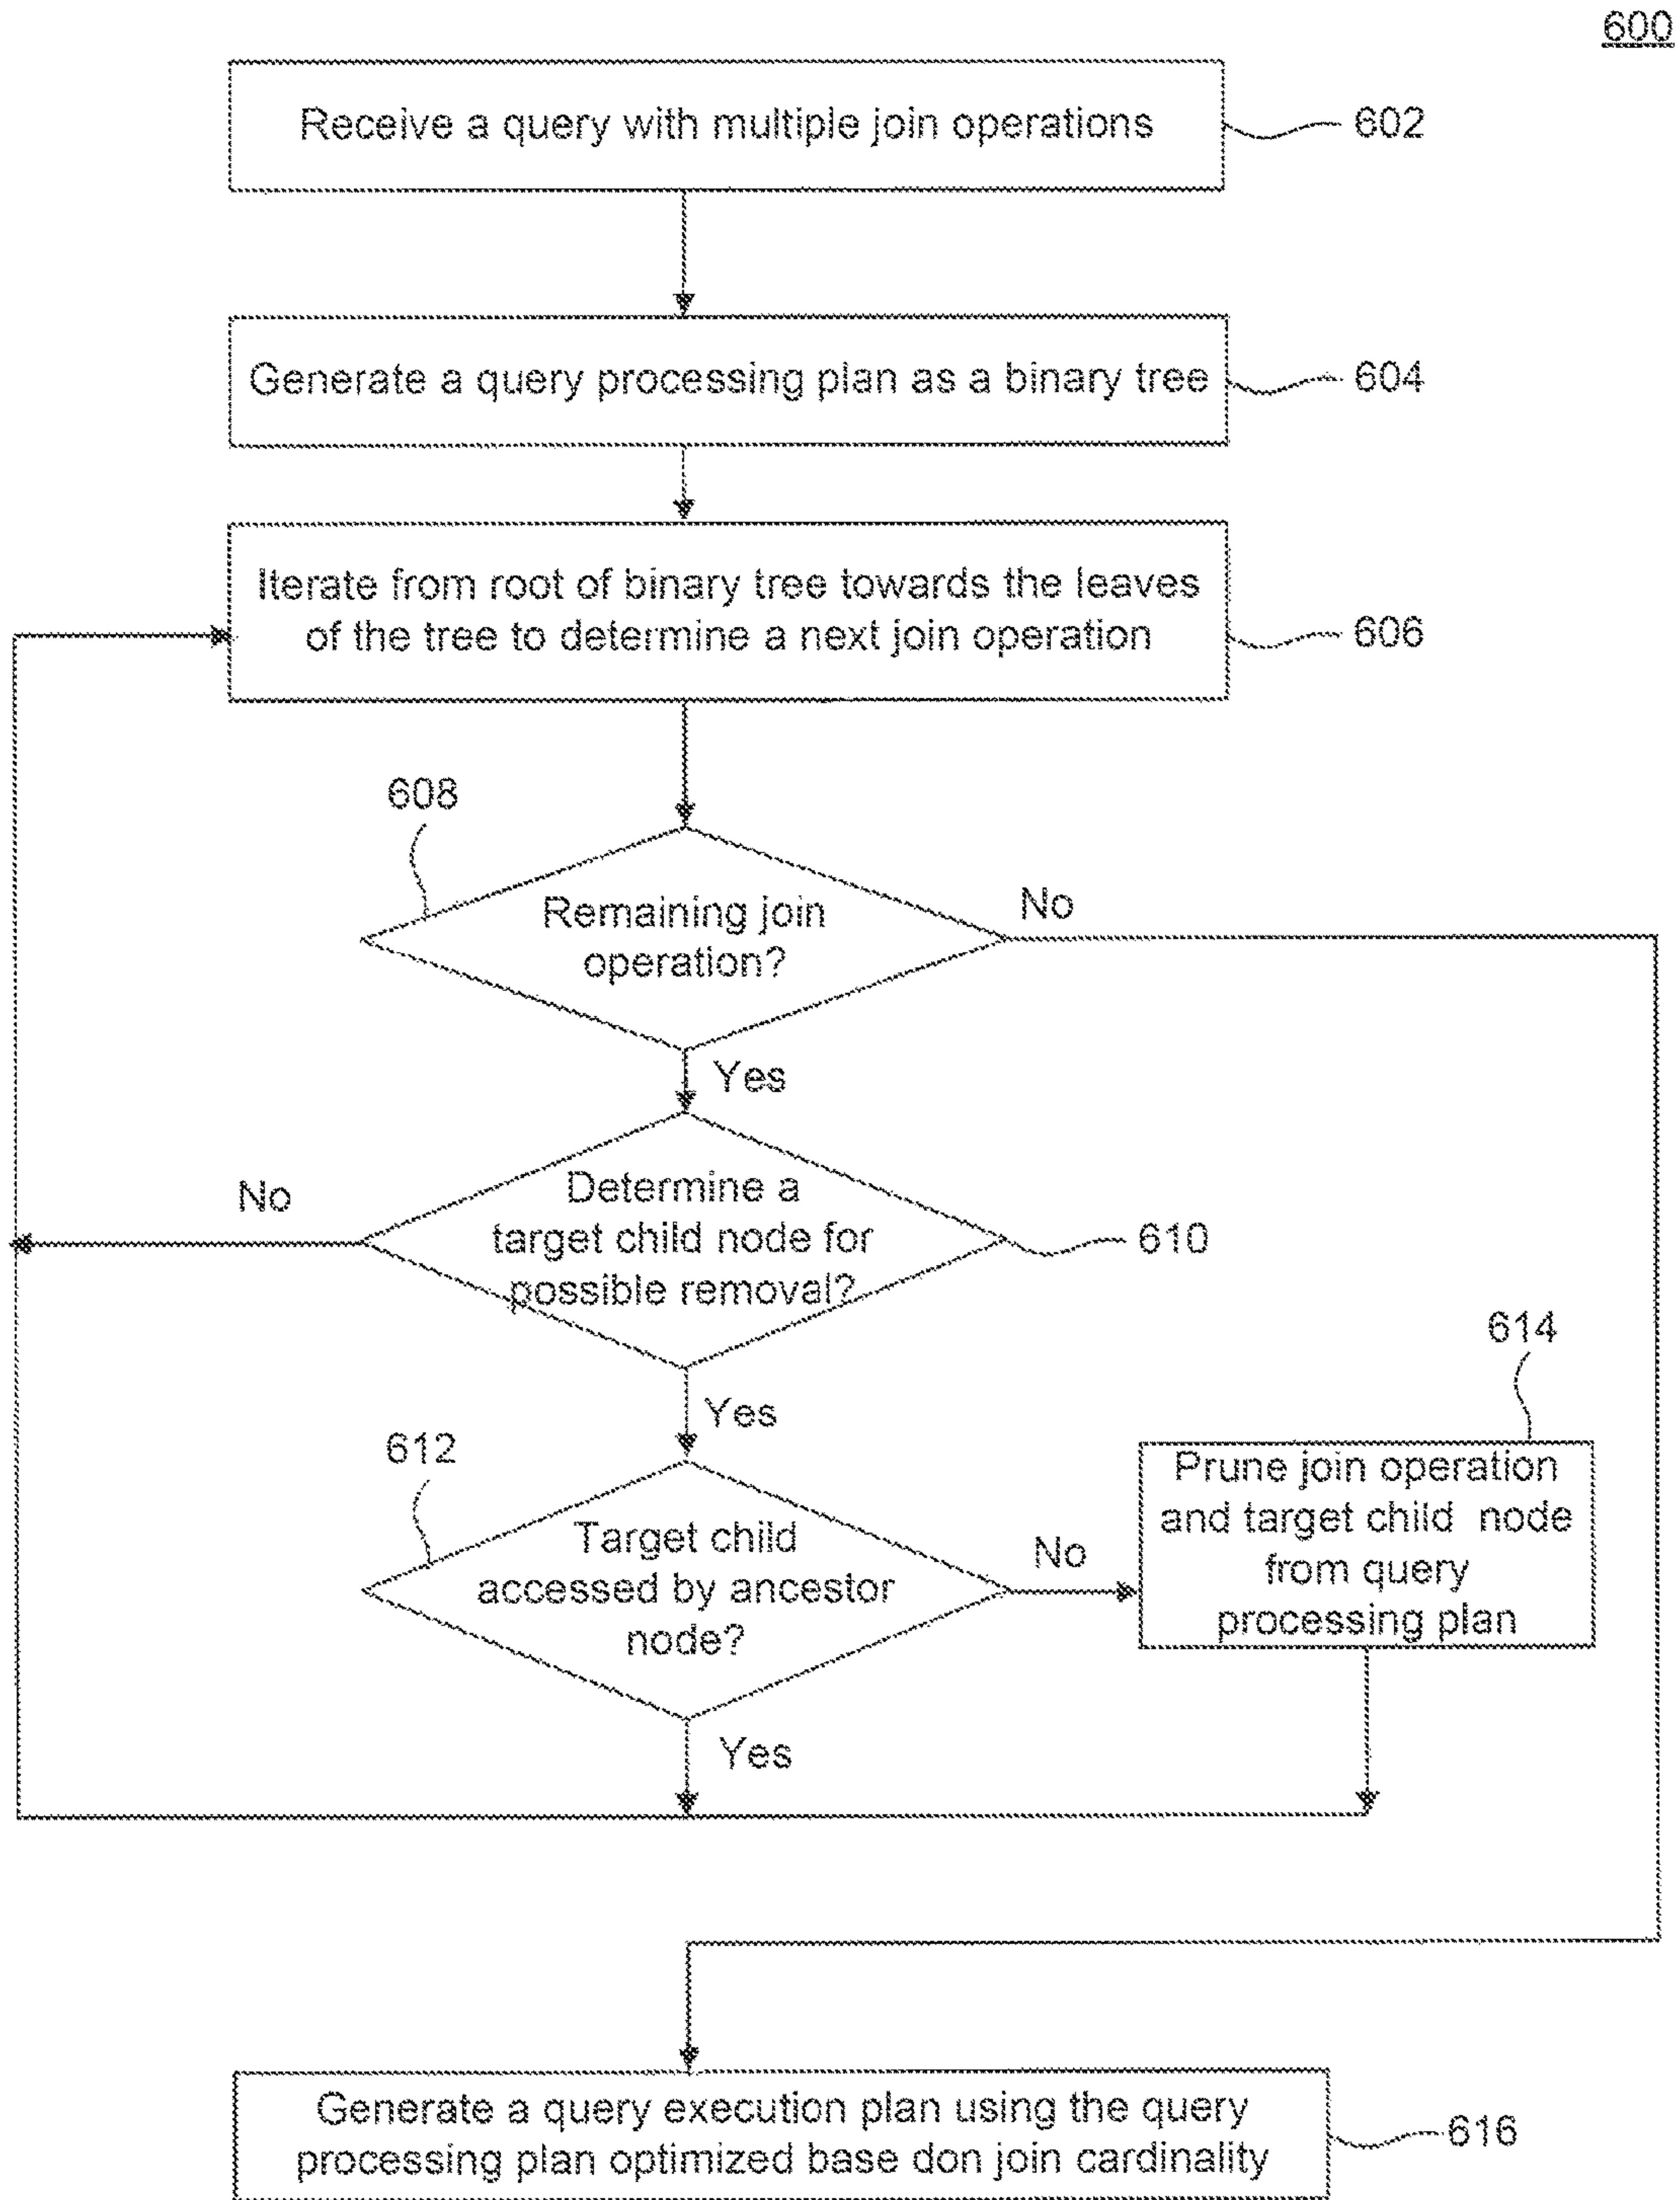 600
Receive a query with multiple join operations
602
Generate a query processing plan as a binary tree
604
Iterate from root of binary tree towards the leaves
of the tree to determine a next join operation
606
608
Remaining join
operation?
No
Yes
Determine a
target child node for
possible removal?
No
610
Yes
612
Target child
accessed by ancestor
node?
No
614
Prune join operation
and target child node
from query
processing plan
Yes
Generate a query execution plan using the query
processing plan optimized base don join cardinality
616